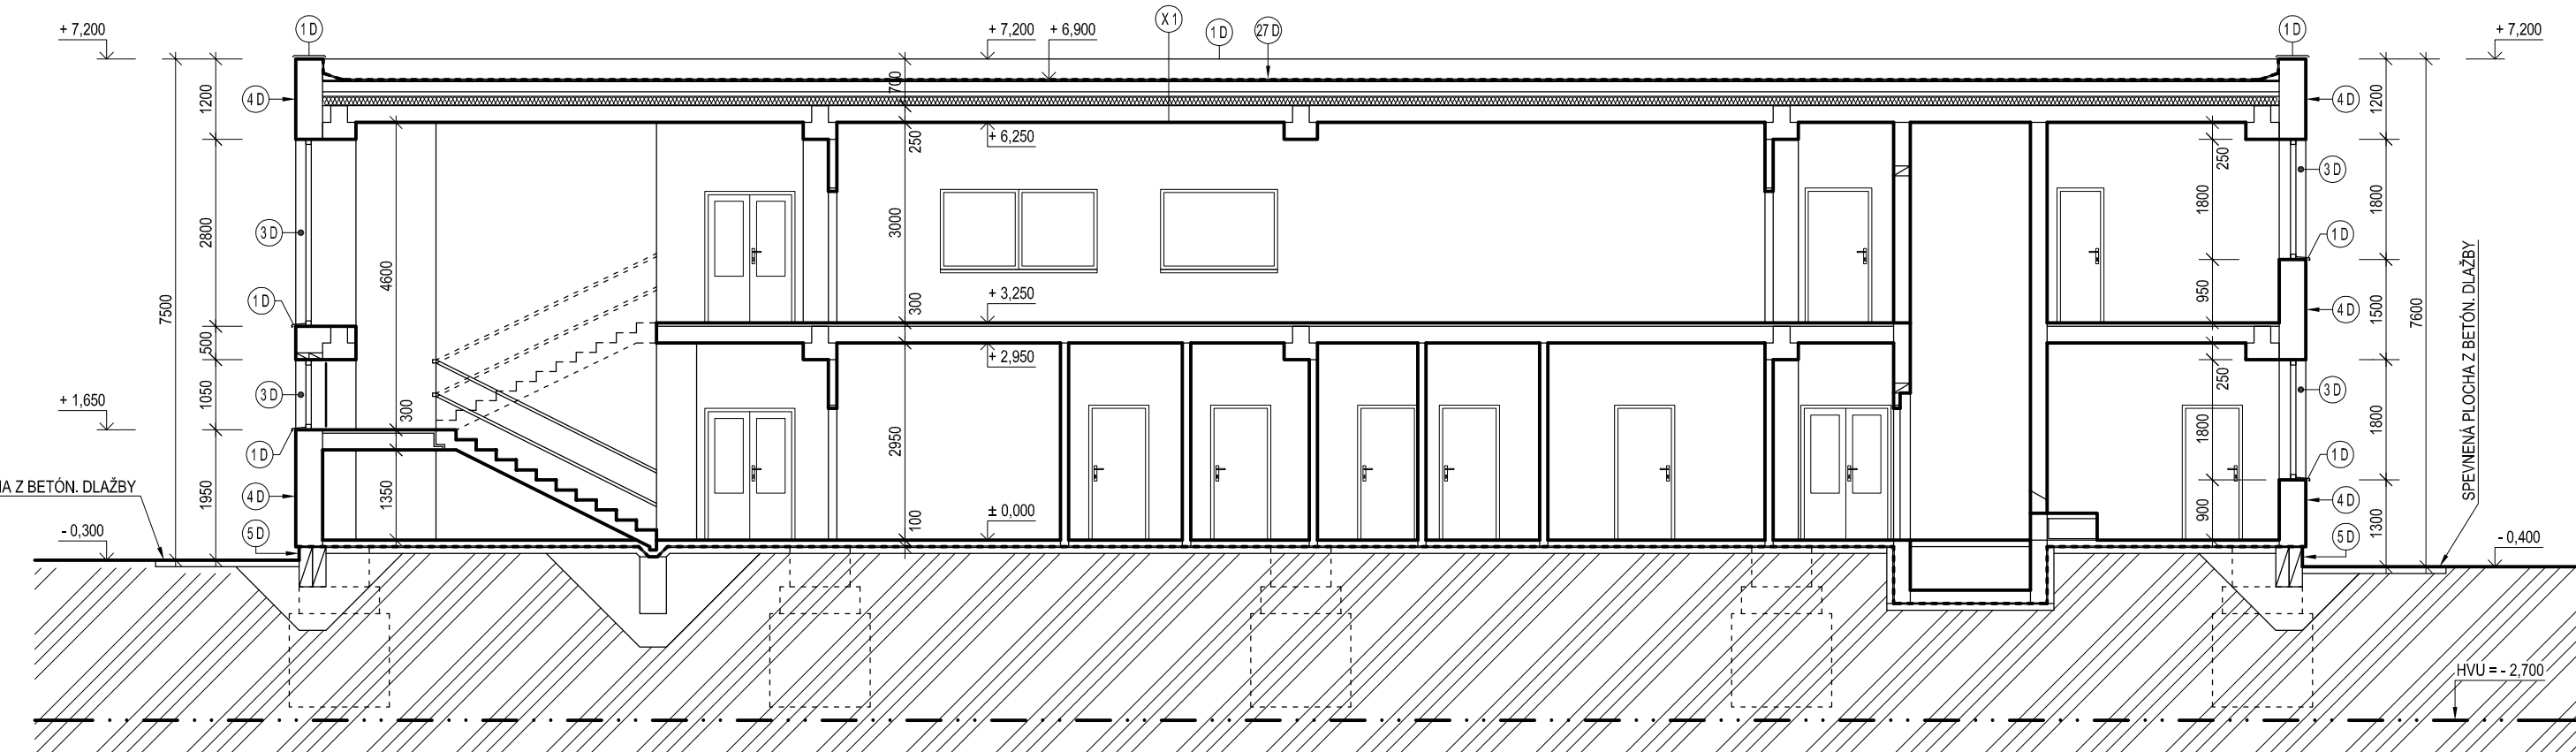 + 7,200
1 D
+ 7,200
+ 6,900
X 1
1 D
27 D
1 D
+ 7,200
1200
4 D
700
4 D
1200
250
+ 6,250
250
3 D
1800
1800
2800
3 D
4600
3000
1 D
7500
1 D
300
+ 3,250
950
4 D
1500
7600
SPEVNENÁ PLOCHA Z BETÓN. DLAŽBY
500
+ 2,950
250
3 D
+ 1,650
1050
3 D
300
2950
1800
1800
1 D
1 D
A Z BETÓN. DLAŽBY
1950
4 D
1350
100
± 0,000
900
4 D
1300
- 0,300
5 D
5 D
- 0,400
HVU = - 2,700